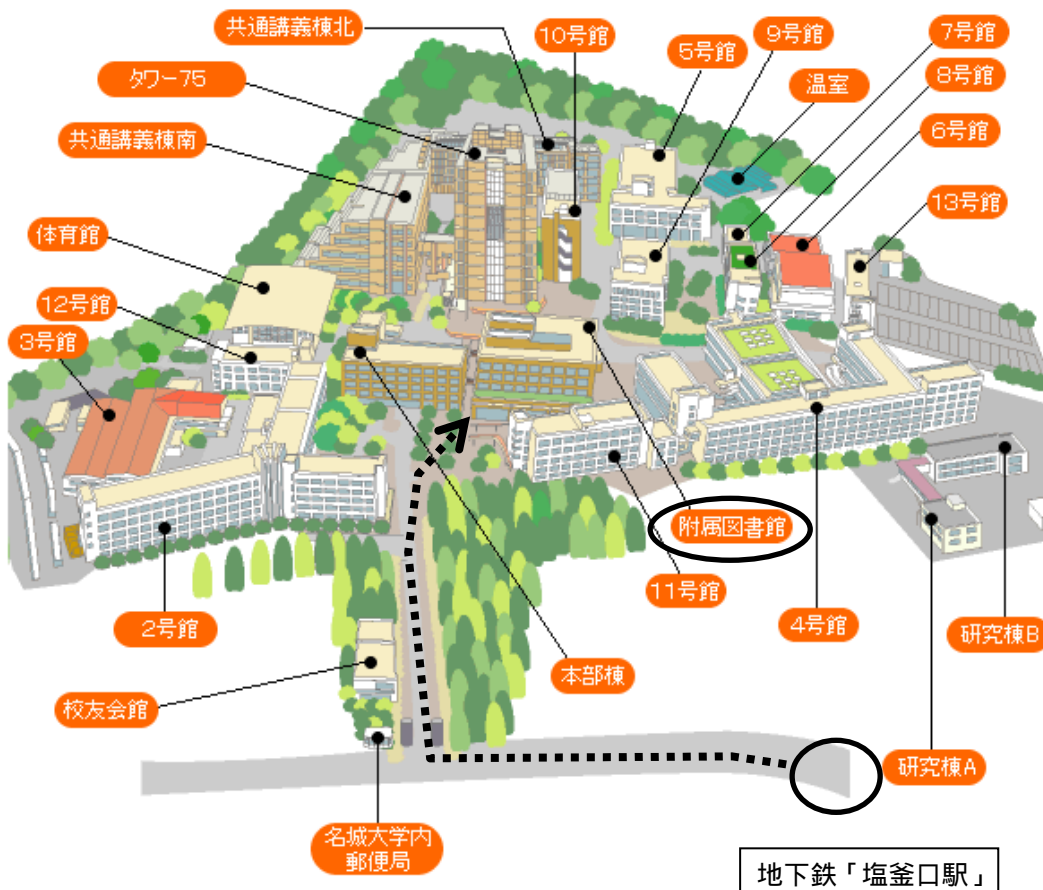 共通講義棟北
10号館
9号館
7号館
5号館
8号館
タワー75
温室
6号館
共通講義棟南
13号館
体育館
12号館
3号館
附属図書館
11号館
2号館
4号館
研究棟B
本部棟
校友会館
研究棟A
名城大学内
郵便局
地下鉄「塩釜口駅」